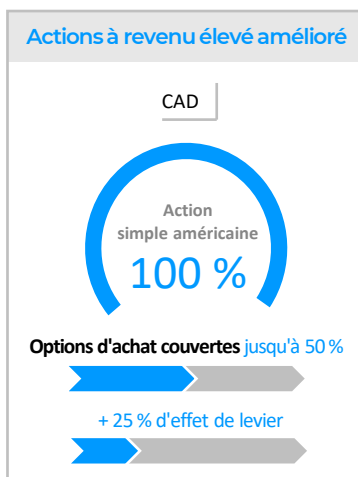 Actions à revenu élevé amélioré
CAD
Action
simple américaine
100 %
Options d'achat couvertes jusqu'à 50 %
+ 25 % d'effet de levier